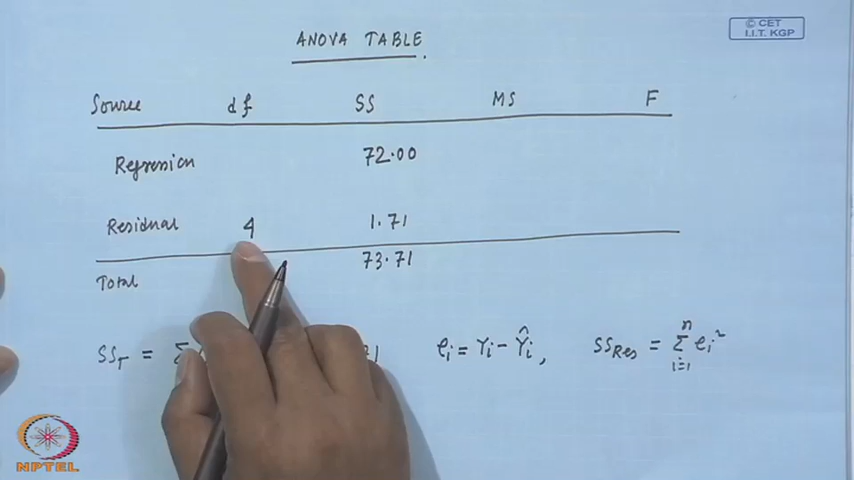 ANOVA TABLE
© CET
I.I.T. KGP
Source df SS MS F
Regression 72.00
Residual 4 1.71
Total 73.71
SS_T = Σ e_i = Y_i - Ŷ_i, SS_Res = Σ_{i=1}^{n} e_i²
NPTEL